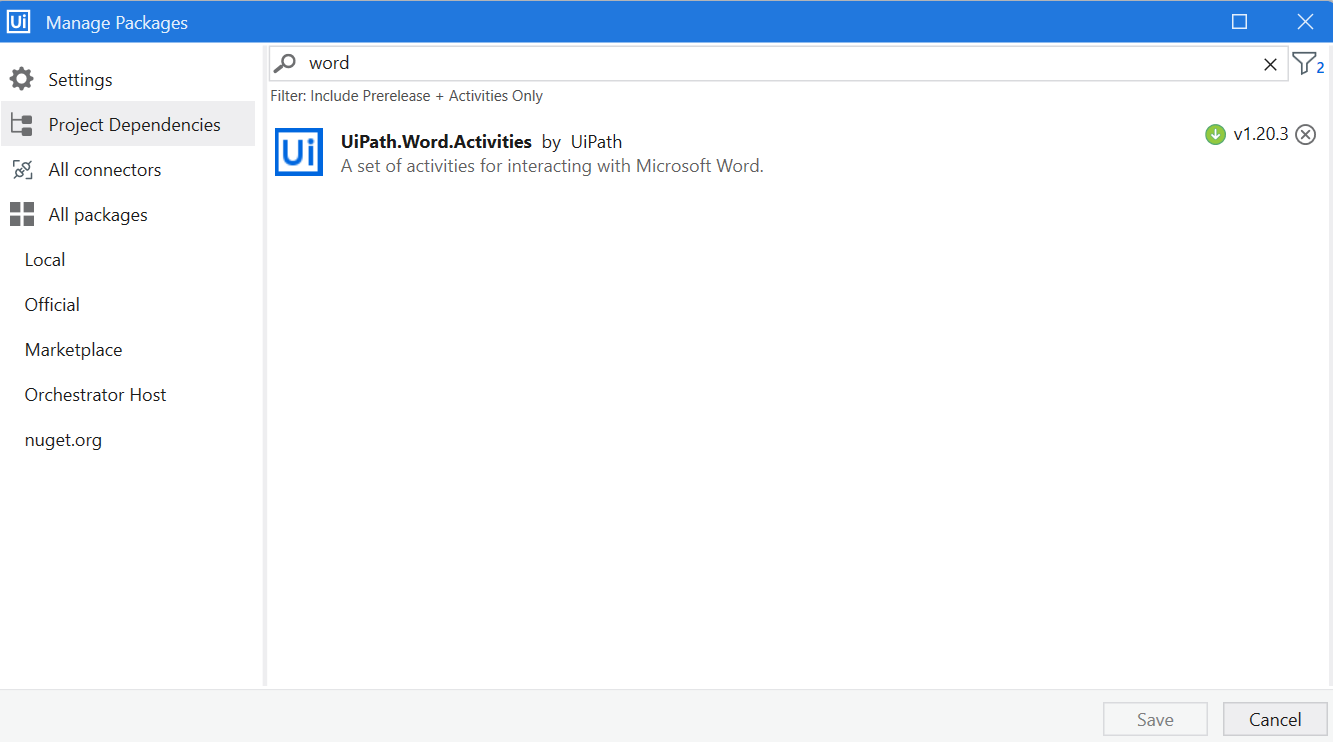 Ui Manage Packages
word
2
Filter: Include Prerelease + Activities Only
Settings
Project Dependencies
All connectors
All packages
Local
Official
Marketplace
Orchestrator Host
nuget.org
Ui
UiPath.Word.Activities by UiPath
v1.20.3
A set of activities for interacting with Microsoft Word.
Save
Cancel